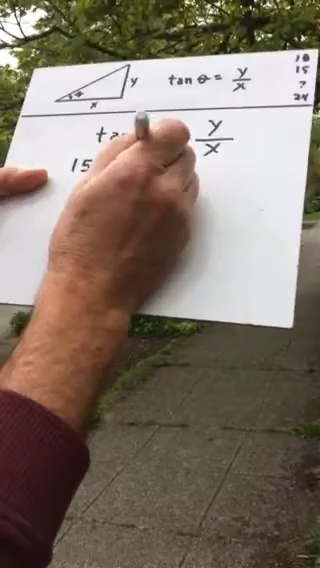 y
x
tan θ = y/x
18
15
?
24
y/x
15